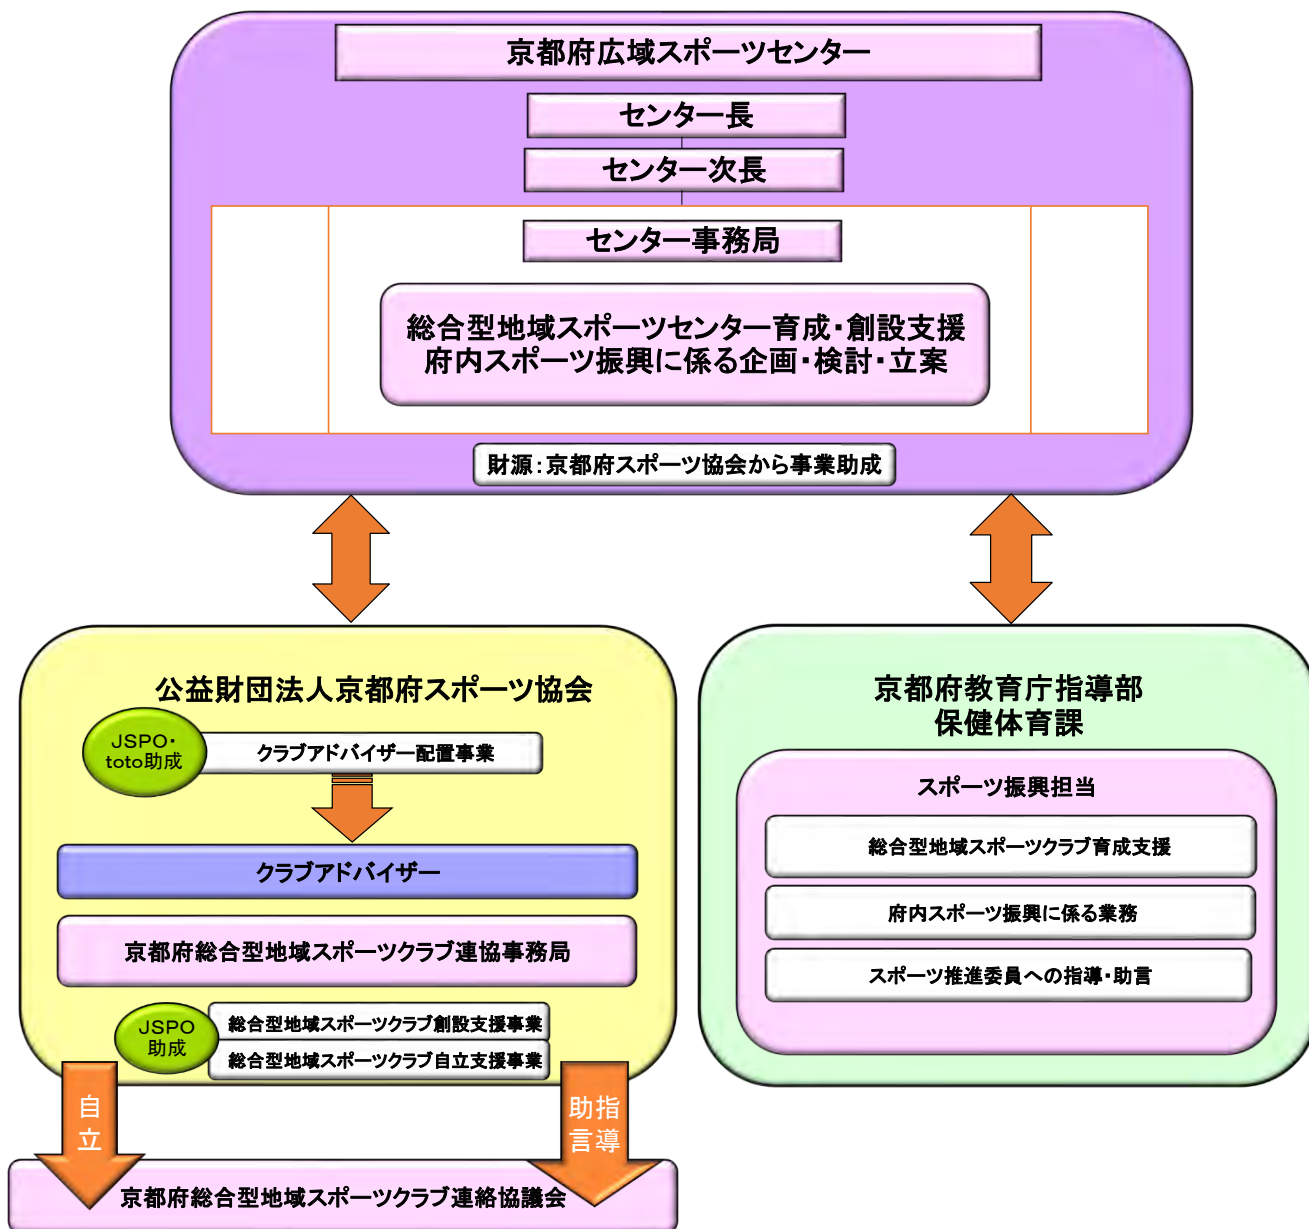 京都府広域スポーツセンター
センター長
センター次長
センター事務局
総合型地域スポーツセンター育成・創設支援
府内スポーツ振興に係る企画・検討・立案
財源:京都府スポーツ協会から事業助成
公益財団法人京都府スポーツ協会
JSPO・
toto助成
クラブアドバイザー配置事業
クラブアドバイザー
京都府総合型地域スポーツクラブ連協事務局
JSPO
助成
総合型地域スポーツクラブ創設支援事業
総合型地域スポーツクラブ自立支援事業
自立
指導
助言
京都府総合型地域スポーツクラブ連絡協議会
京都府教育庁指導部
保健体育課
スポーツ振興担当
総合型地域スポーツクラブ育成支援
府内スポーツ振興に係る業務
スポーツ推進委員への指導・助言